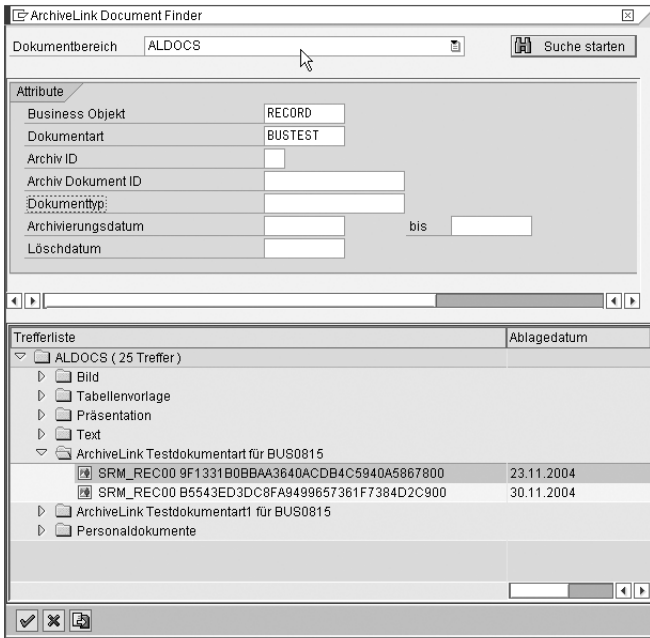 ArchiveLink Document Finder
Dokumentbereich ALDOCS Suche starten
Attribute
Business Objekt RECORD
Dokumentart BUSTEST
Archiv ID
Archiv Dokument ID
Dokumenttyp
Archivierungsdatum bis
Löschdatum
Trefferliste Ablagedatum
ALDOCS ( 25 Treffer )
Bild
Tabellenvorlage
Präsentation
Text
ArchiveLink Testdokumentart für BUS0815
SRM_REC00 9F1331B0BBAA3640ACDB4C5940A5867800 23.11.2004
SRM_REC00 B5543ED3DC8FA9499657361F7384D2C900 30.11.2004
ArchiveLink Testdokumentart1 für BUS0815
Personaldokumente